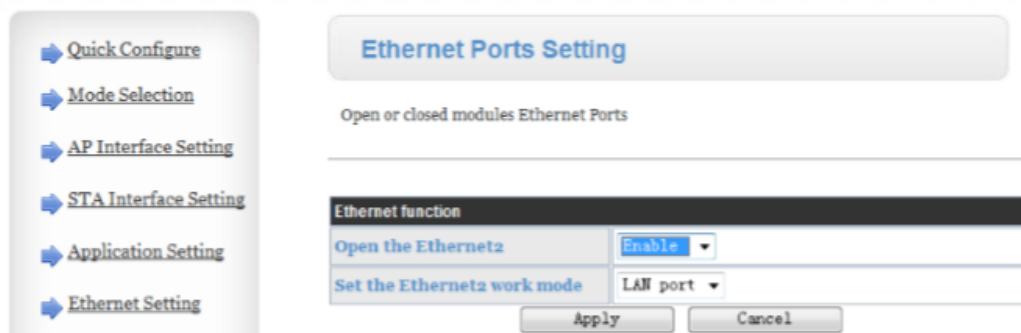 Quick Configure
Mode Selection
AP Interface Setting
STA Interface Setting
Application Setting
Ethernet Setting
Ethernet Ports Setting
Open or closed modules Ethernet Ports
Ethernet function
Open the Ethernet2 Enable
Set the Ethernet2 work mode LAN port
Apply Cancel